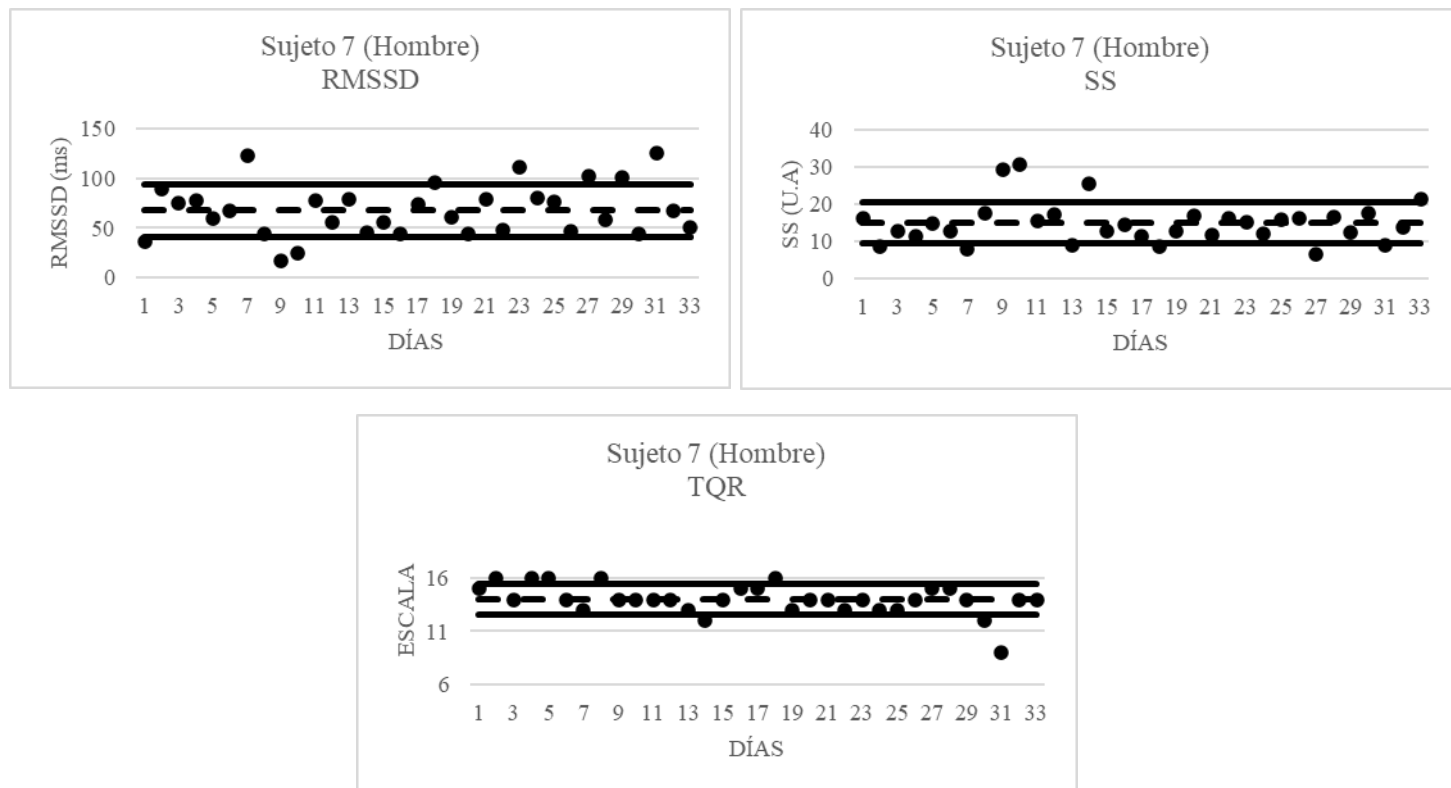 Sujeto 7 (Hombre)
RMSSD
RMSSD (ms)
150
100
50
0
1 3 5 7 9 11 13 15 17 19 21 23 25 27 29 31 33
DÍAS
Sujeto 7 (Hombre)
SS
SS (U.A)
40
30
20
10
0
1 3 5 7 9 11 13 15 17 19 21 23 25 27 29 31 33
DÍAS
Sujeto 7 (Hombre)
TQR
ESCALA
16
11
6
1 3 5 7 9 11 13 15 17 19 21 23 25 27 29 31 33
DÍAS